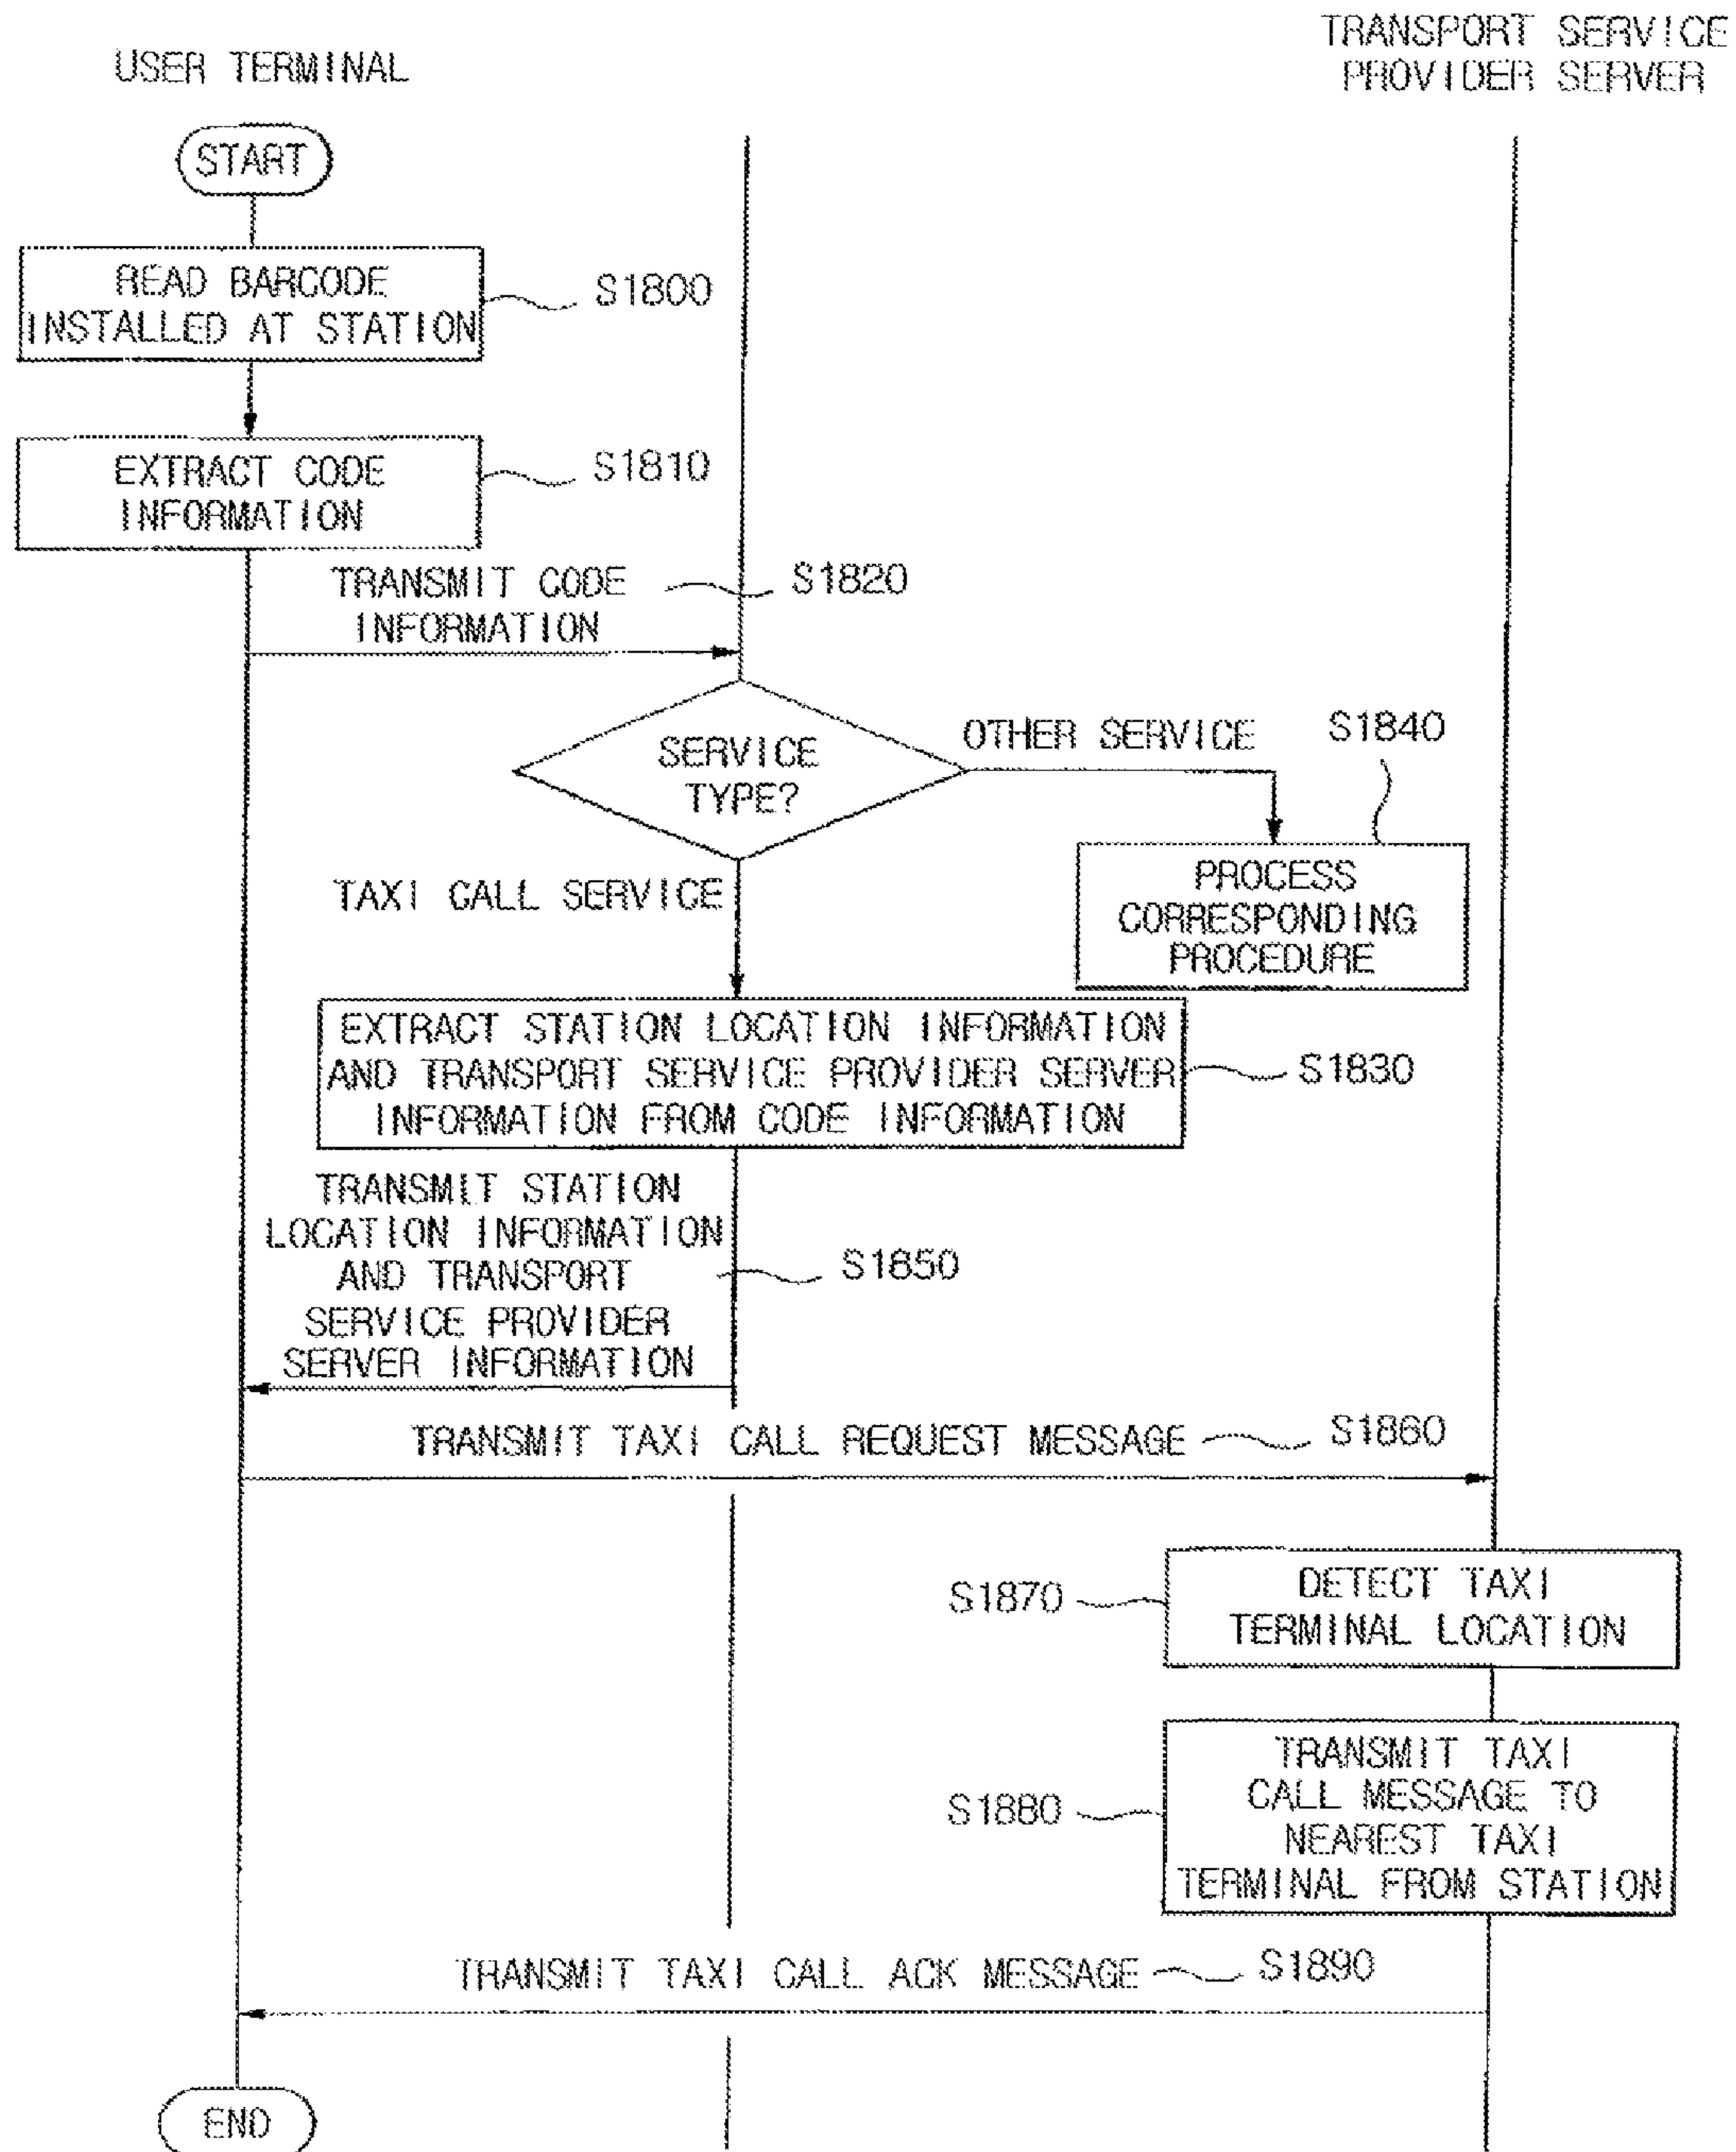 TRANSPORT SERVICE
PROVIDER SERVER
USER TERMINAL
START
READ BARCODE
INSTALLED AT STATION
S1800
EXTRACT CODE
INFORMATION
S1810
TRANSMIT CODE
INFORMATION
S1820
SERVICE
TYPE?
OTHER SERVICE
S1840
PROCESS
CORRESPONDING
PROCEDURE
TAXI CALL SERVICE
EXTRACT STATION LOCATION INFORMATION
AND TRANSPORT SERVICE PROVIDER SERVER
INFORMATION FROM CODE INFORMATION
S1830
TRANSMIT STATION
LOCATION INFORMATION
AND TRANSPORT
SERVICE PROVIDER
SERVER INFORMATION
S1850
TRANSMIT TAXI CALL REQUEST MESSAGE
S1860
S1870
DETECT TAXI
TERMINAL LOCATION
S1880
TRANSMIT TAXI
CALL MESSAGE TO
NEAREST TAXI
TERMINAL FROM STATION
TRANSMIT TAXI CALL ACK MESSAGE
S1890
END